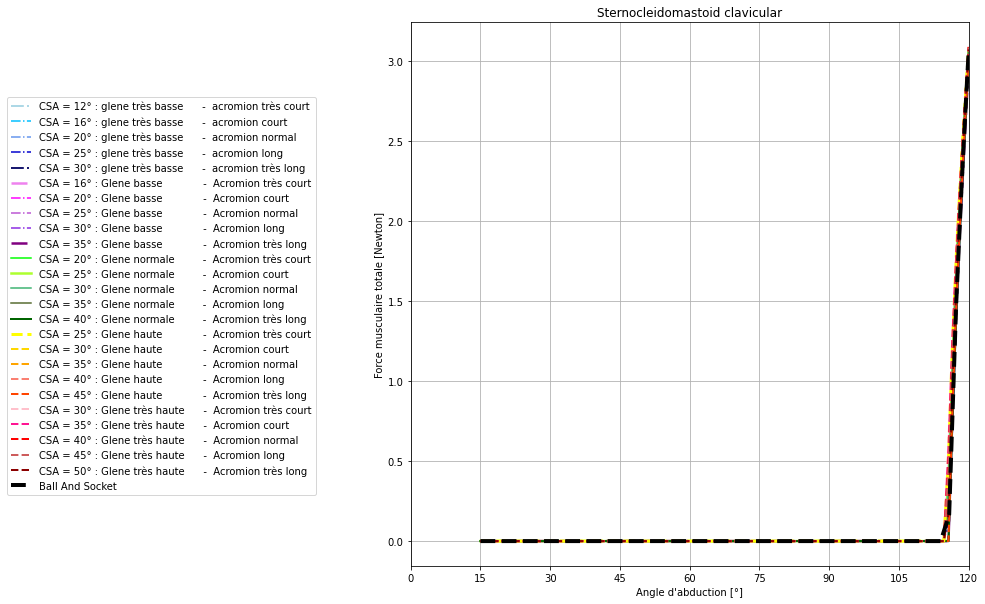 Sternocleidomastoid clavicular
CSA = 12° : glene très basse - acromion très court
CSA = 16° : glene très basse - acromion court
CSA = 20° : glene très basse - acromion normal
CSA = 25° : glene très basse - acromion long
CSA = 30° : glene très basse - acromion très long
CSA = 16° : Glene basse - Acromion très court
CSA = 20° : Glene basse - Acromion court
CSA = 25° : Glene basse - Acromion normal
CSA = 30° : Glene basse - Acromion long
CSA = 35° : Glene basse - Acromion très long
CSA = 20° : Glene normale - Acromion très court
CSA = 25° : Glene normale - Acromion court
CSA = 30° : Glene normale - Acromion normal
CSA = 35° : Glene normale - Acromion long
CSA = 40° : Glene normale - Acromion très long
CSA = 25° : Glene haute - Acromion très court
CSA = 30° : Glene haute - Acromion court
CSA = 35° : Glene haute - Acromion normal
CSA = 40° : Glene haute - Acromion long
CSA = 45° : Glene haute - Acromion très long
CSA = 30° : Glene très haute - Acromion très court
CSA = 35° : Glene très haute - Acromion court
CSA = 40° : Glene très haute - Acromion normal
CSA = 45° : Glene très haute - Acromion long
CSA = 50° : Glene très haute - Acromion très long
Ball And Socket
Force musculaire totale [Newton]
3.0
2.5
2.0
1.5
1.0
0.5
0.0
0 15 30 45 60 75 90 105 120
Angle d'abduction [°]